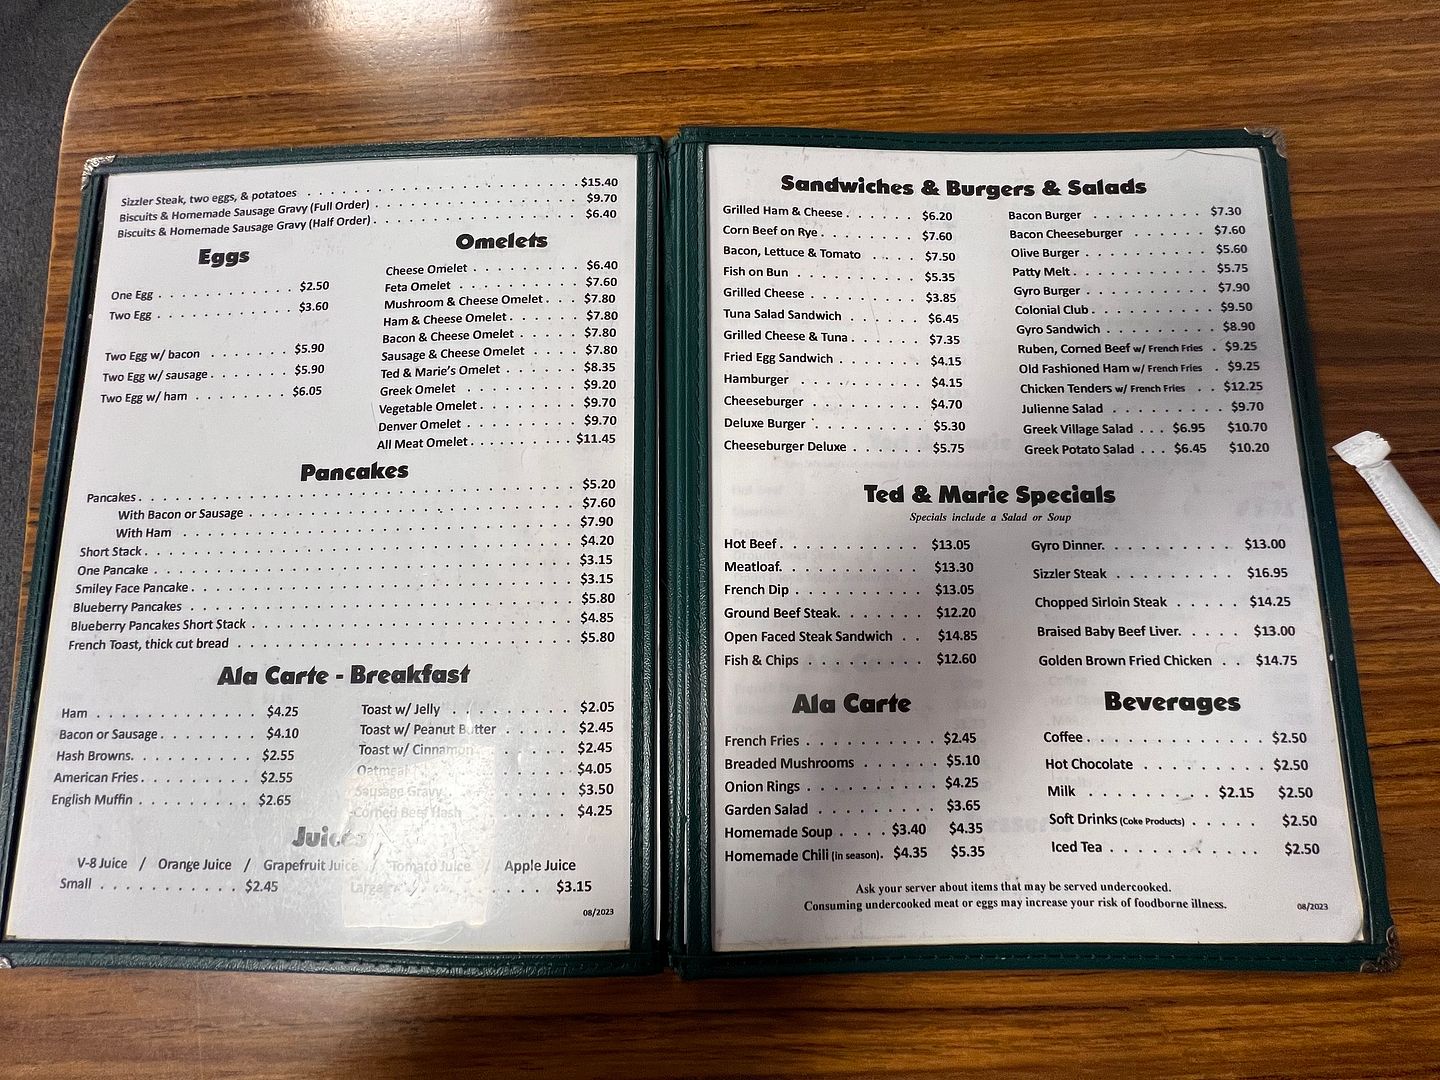 Sizzler Steak, two eggs, & potatoes . . . . . $15.40
Biscuits & Homemade Sausage Gravy (Full Order) . . . . . $9.70
Biscuits & Homemade Sausage Gravy (Half Order) . . . . . $6.40
Eggs
One Egg . . . . . $2.50
Two Egg . . . . . $3.60
Two Egg w/ bacon . . . . . $5.90
Two Egg w/ sausage . . . . . $5.90
Two Egg w/ ham . . . . . $6.05
Omelets
Cheese Omelet . . . . . $6.40
Feta Omelet . . . . . $7.60
Mushroom & Cheese Omelet . . . $7.80
Ham & Cheese Omelet . . . . . $7.80
Bacon & Cheese Omelet . . . . . $7.80
Sausage & Cheese Omelet . . . . $7.80
Ted & Marie's Omelet . . . . . $8.35
Greek Omelet . . . . . $9.20
Vegetable Omelet . . . . . $9.70
Denver Omelet . . . . . $9.70
All Meat Omelet . . . . . $11.45
Pancakes
Pancakes . . . . . $5.20
With Bacon or Sausage . . . . . $7.60
With Ham . . . . . $7.90
Short Stack . . . . . $4.20
One Pancake . . . . . $3.15
Smiley Face Pancake . . . . . $3.15
Blueberry Pancakes . . . . . $5.80
Blueberry Pancakes Short Stack . . . . . $4.85
French Toast, thick cut bread . . . . . $5.80
Ala Carte - Breakfast
Ham . . . . . $4.25
Bacon or Sausage . . . . . $4.10
Hash Browns. . . . . . $2.55
American Fries . . . . . $2.55
English Muffin . . . . . $2.65
Toast w/ Jelly . . . . . $2.05
Toast w/ Peanut Butter . . . . . $2.45
Toast w/ Cinnamon . . . . . $2.45
Oatmeal . . . . . $4.05
Sausage Gravy . . . . . $3.50
Corned Beef Hash . . . . . $4.25
Juices
V-8 Juice / Orange Juice / Grapefruit Juice / Tomato Juice / Apple Juice
Small . . . . . $2.45 Large . . . . . $3.15
08/2023
Sandwiches & Burgers & Salads
Grilled Ham & Cheese . . . . . $6.20
Corn Beef on Rye . . . . . $7.60
Bacon, Lettuce & Tomato . . . . $7.50
Fish on Bun . . . . . $5.35
Grilled Cheese . . . . . $3.85
Tuna Salad Sandwich . . . . . $6.45
Grilled Cheese & Tuna . . . . . $7.35
Fried Egg Sandwich . . . . . $4.15
Hamburger . . . . . $4.15
Cheeseburger . . . . . $4.70
Deluxe Burger . . . . . $5.30
Cheeseburger Deluxe . . . . . $5.75
Bacon Burger . . . . . $7.30
Bacon Cheeseburger . . . . . $7.60
Olive Burger . . . . . $5.60
Patty Melt . . . . . $5.75
Gyro Burger . . . . . $7.90
Colonial Club . . . . . $9.50
Gyro Sandwich . . . . . $8.90
Ruben, Corned Beef w/ French Fries . $9.25
Old Fashioned Ham w/ French Fries . $9.25
Chicken Tenders w/ French Fries . . $12.25
Julienne Salad . . . . . $9.70
Greek Village Salad . . . $6.95 $10.70
Greek Potato Salad . . . $6.45 $10.20
Ted & Marie Specials
Specials include a Salad or Soup
Hot Beef . . . . . $13.05
Meatloaf. . . . . . $13.30
French Dip . . . . . $13.05
Ground Beef Steak. . . . . . $12.20
Open Faced Steak Sandwich . . $14.85
Fish & Chips . . . . . $12.60
Gyro Dinner. . . . . . $13.00
Sizzler Steak . . . . . $16.95
Chopped Sirloin Steak . . . . . $14.25
Braised Baby Beef Liver. . . . . $13.00
Golden Brown Fried Chicken . . $14.75
Ala Carte
French Fries . . . . . $2.45
Breaded Mushrooms . . . . . $5.10
Onion Rings . . . . . $4.25
Garden Salad . . . . . $3.65
Homemade Soup . . . . $3.40 $4.35
Homemade Chili (in season). $4.35 $5.35
Beverages
Coffee . . . . . $2.50
Hot Chocolate . . . . . $2.50
Milk . . . . . $2.15 $2.50
Soft Drinks (Coke Products) . . . . . $2.50
Iced Tea . . . . . $2.50
Ask your server about items that may be served undercooked.
Consuming undercooked meat or eggs may increase your risk of foodborne illness.
08/2023